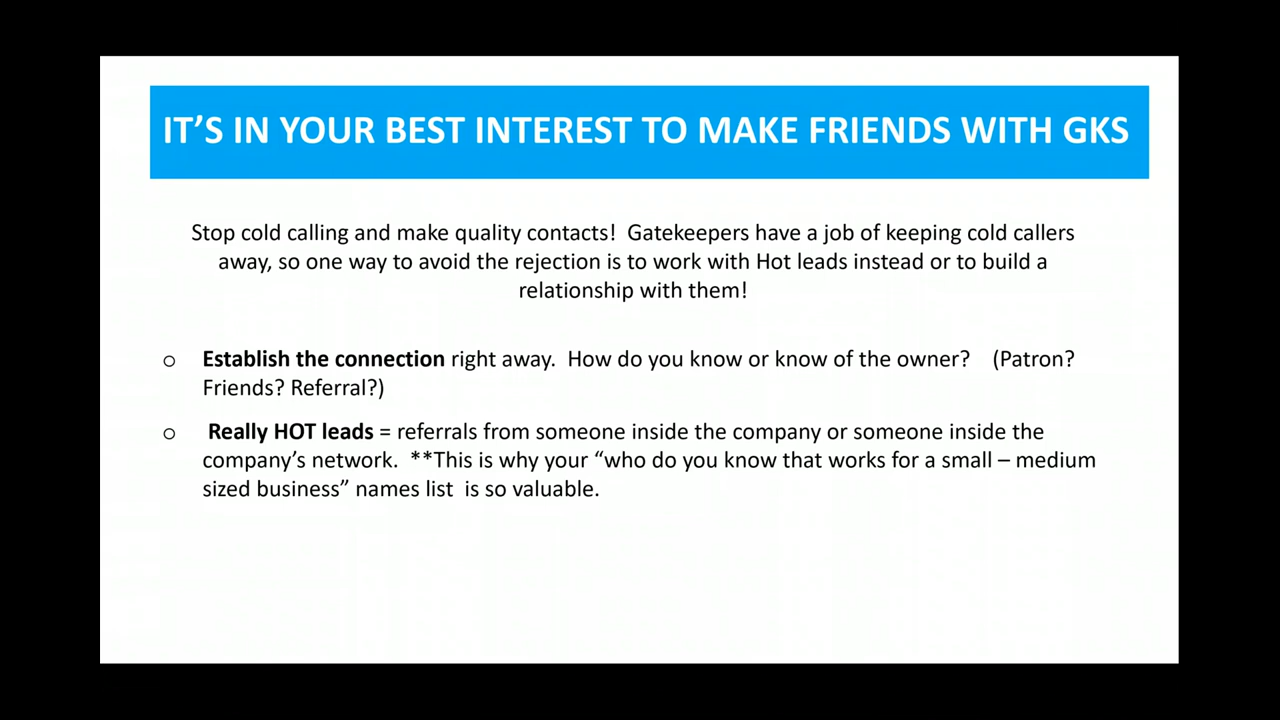 IT’S IN YOUR BEST INTEREST TO MAKE FRIENDS WITH GKS
Stop cold calling and make quality contacts!  Gatekeepers have a job of keeping cold callers
away, so one way to avoid the rejection is to work with Hot leads instead or to build a
relationship with them!
o Establish the connection right away.  How do you know or know of the owner?    (Patron?
Friends? Referral?)
o Really HOT leads = referrals from someone inside the company or someone inside the
company’s network.  **This is why your “who do you know that works for a small – medium
sized business” names list  is so valuable.